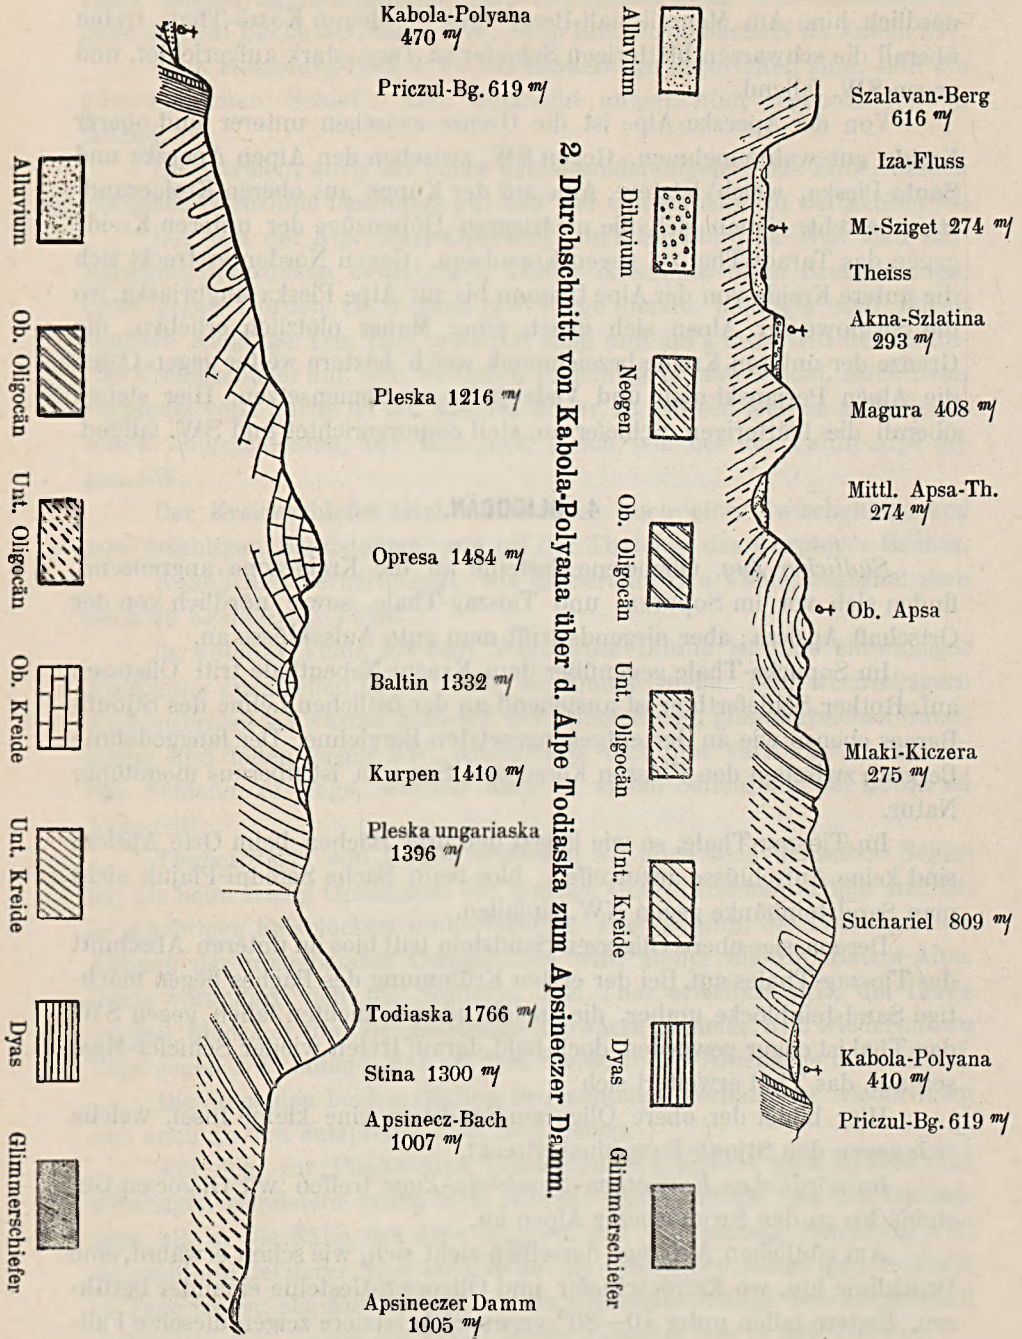 Kabola-Polyana
470 m/
Priczul-Bg. 619 m/
Pleska 1216 m/
Opresa 1484 m/
Baltin 1332 m/
Kurpen 1410 m/
Pleska ungariaska
1396 m/
Todiaska 1766 m/
Stina 1300 m/
Apsinecz-Bach
1007 m/
Apsineczer Damm
1005 m/
Alluvium
Ob. Oligocän
Unt. Oligocän
Ob. Kreide
Unt. Kreide
Dyas
Glimmerschiefer
2. Durchschnitt von Kabola-Polyana über d. Alpe Todiaska zum Apsineczer Damm.
Szalavan-Berg
616 m/
Iza-Fluss
M.-Sziget 274 m/
Theiss
Akna-Szlatina
293 m/
Magura 408 m/
Mittl. Apsa-Th.
274 m/
Ob. Apsa
Mlaki-Kiczera
275 m/
Suchariel 809 m/
Kabola-Polyana
410 m/
Priczul-Bg. 619 m/
Alluvium
Diluvium
Neogen
Ob. Oligocän
Unt. Oligocän
Unt. Kreide
Dyas
Glimmerschiefer